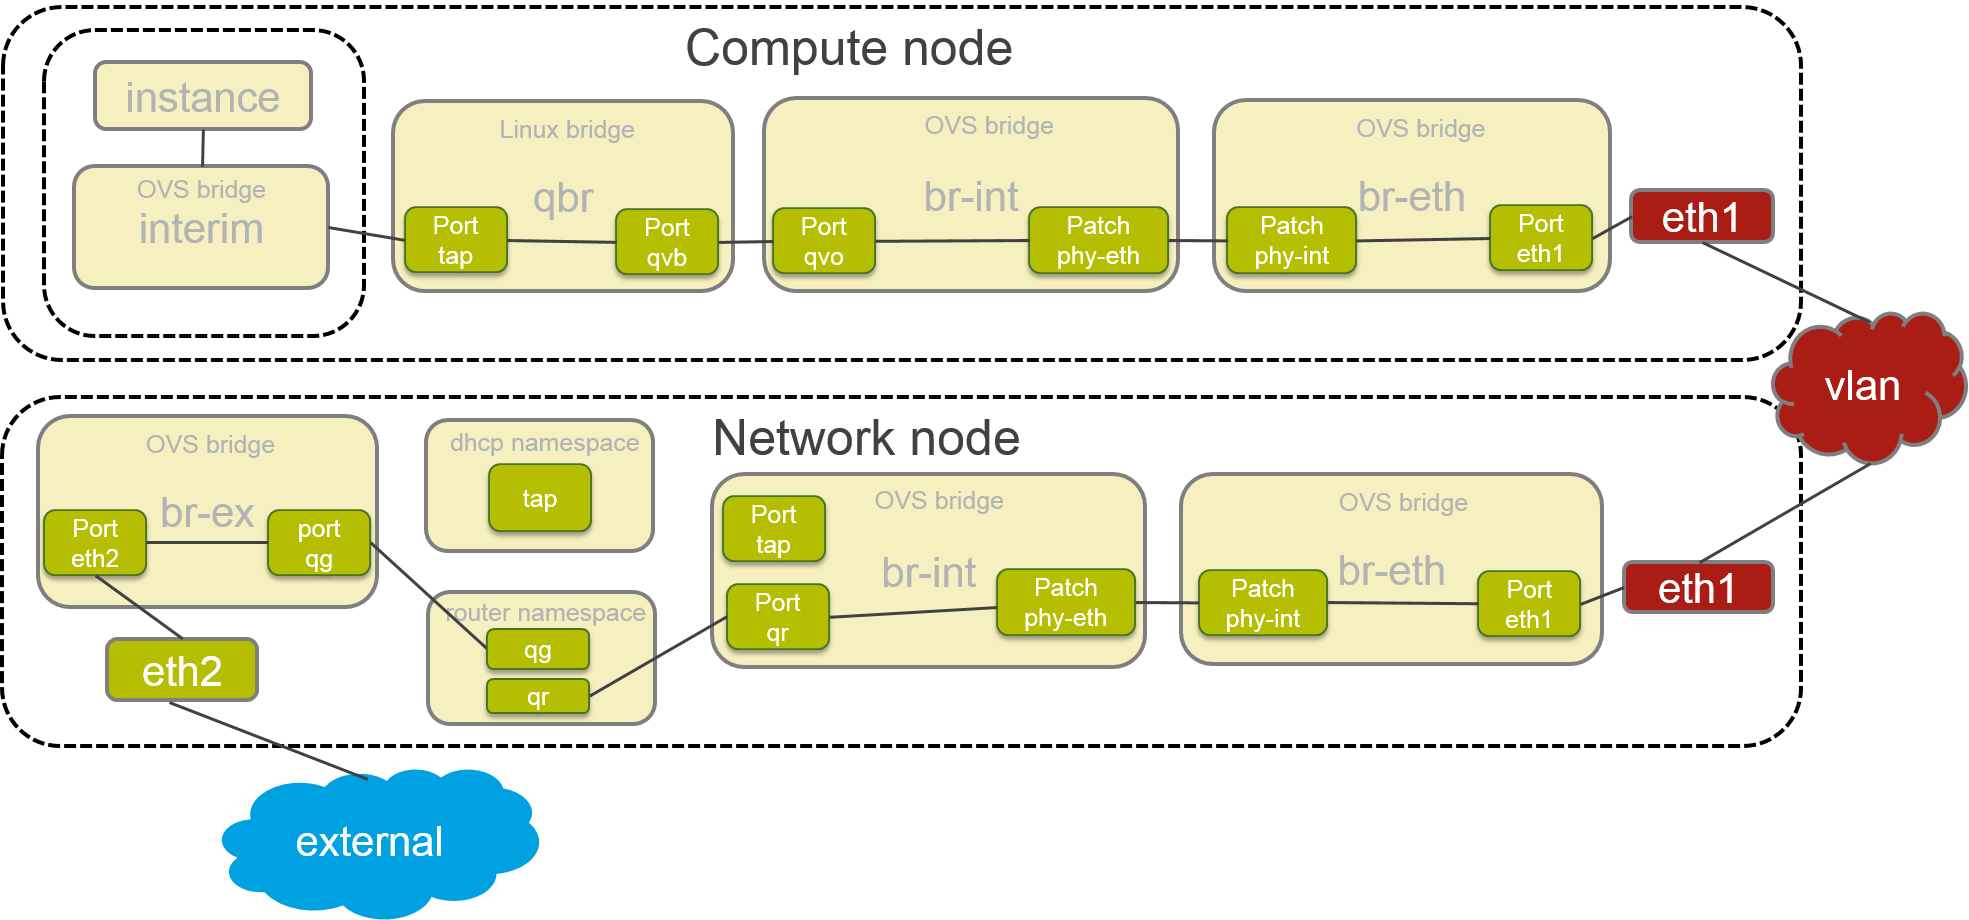 Compute node
instance
OVS bridge
interim
Linux bridge
qbr
Port
tap
Port
qvb
OVS bridge
br-int
Port
qvo
Patch
phy-eth
OVS bridge
br-eth
Patch
phy-int
Port
eth1
eth1
vlan
Network node
OVS bridge
br-ex
Port
eth2
port
qg
eth2
dhcp namespace
tap
router namespace
qg
qr
OVS bridge
br-int
Port
tap
Port
qr
Patch
phy-eth
OVS bridge
br-eth
Patch
phy-int
Port
eth1
eth1
external